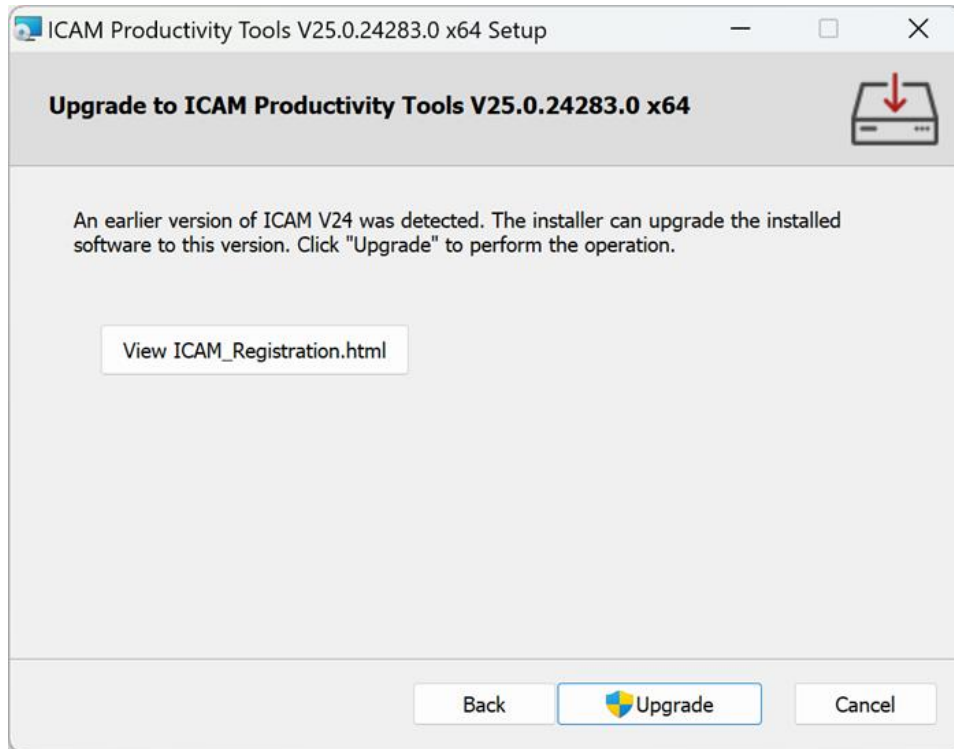 ICAM Productivity Tools V25.0.24283.0 x64 Setup
Upgrade to ICAM Productivity Tools V25.0.24283.0 x64
An earlier version of ICAM V24 was detected. The installer can upgrade the installed
software to this version. Click "Upgrade" to perform the operation.
View ICAM_Registration.html
Back
Upgrade
Cancel